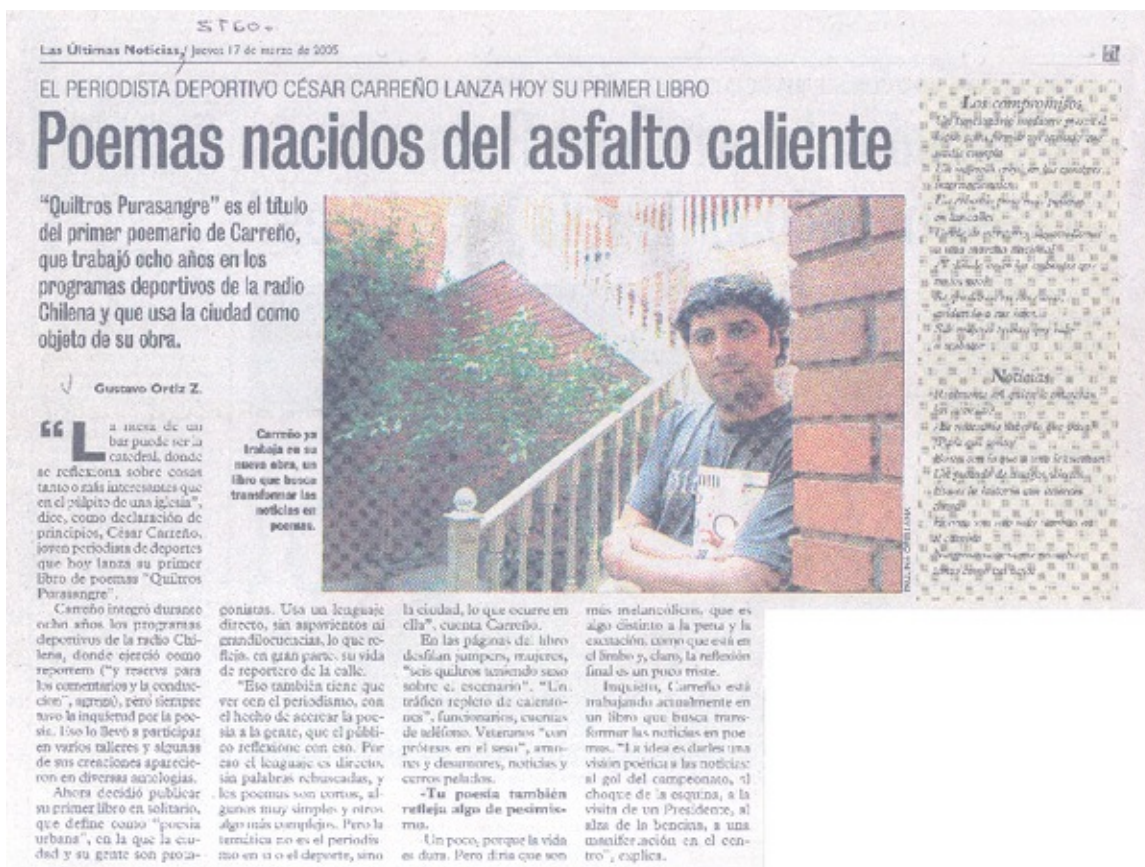 STGO.
Las Últimas Noticias, Jueves 17 de marzo de 2005
EL PERIODISTA DEPORTIVO CÉSAR CARREÑO LANZA HOY SU PRIMER LIBRO
Poemas nacidos del asfalto caliente
"Quiltros Purasangre" es el título
del primer poemario de Carreño,
que trabajó ocho años en los
programas deportivos de la radio
Chilena y que usa la ciudad como
objeto de su obra.
Gustavo Ortiz Z.
"La mesa de un
bar puede ser la
catedral, donde
se reflexiona sobre cosas
tanto o más interesantes que
en el púlpito de una iglesia",
dice, como declaración de
principios, César Carreño,
joven periodista de deportes
que hoy lanza su primer
libro de poemas "Quiltros
Purasangre".
Carreño integró durante
ocho años los programas
deportivos de la radio Chi-
lena, donde ejerció como
reportero ("y reserva para
los comentarios y la conduc-
ción", agrega), pero siempre
tuvo la inquietud por la poe-
sía. Eso lo llevó a participar
en varios talleres y algunas
de sus creaciones aparecie-
ron en diversas antologías.
Ahora decidió publicar
su primer libro en solitario,
que define como "poesía
urbana", en la que la ciu-
dad y su gente son prota-
gonistas. Usa un lenguaje
directo, sin aspavientos ni
grandilocuencias, lo que re-
fleja, en gran parte, su vida
de reportero de la calle.
"Eso también tiene que
ver con el periodismo, con
el hecho de acercar la poe-
sía a la gente, que el públi-
co reflexione con eso. Por
eso el lenguaje es directo,
sin palabras rebuscadas, y
los poemas son cortos, al-
gunos muy simples y otros
algo más complejos. Pero la
temática no es el periodis-
mo en sí o el deporte, sino
la ciudad, lo que ocurre en
ella", cuenta Carreño.
En las páginas del libro
desfilan jumpers, mujeres,
"seis quiltros teniendo sexo
sobre el escenario". "Un
tráfico repleto de calento-
nes", funcionarios, cuentas
de teléfono. Veteranos "con
prótesis en el sexo", amo-
res y desamores, noticias y
cerros pelados.
-Tu poesía también
refleja algo de pesimis-
mo.
Un poco, porque la vida
es dura. Pero diría que son
más melancólicos, que es
algo distinto a la pena y la
excitación, como que está en
el limbo y, claro, la reflexión
final es un poco triste.
Inquieto, Carreño está
trabajando actualmente en
un libro que busca trans-
formar las noticias en poe-
mas. "La idea es darles una
visión poética a las noticias:
al gol del campeonato, al
choque de la esquina, a la
visita de un Presidente, al
alza de la bencina, a una
manifestación en el cen-
tro", explica.
Carreño ya
trabaja en su
nueva obra, un
libro que busca
transformar las
noticias en
poemas.
Los compromisos
en las calles
Noticias